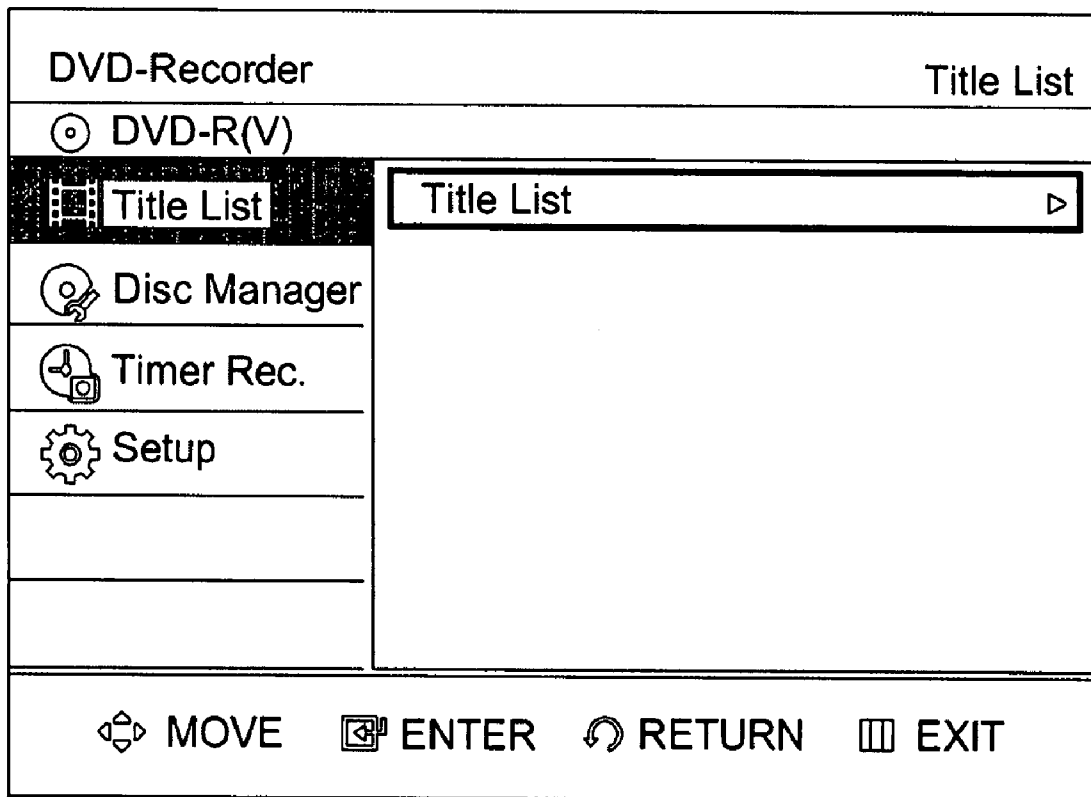 DVD-Recorder
Title List
DVD-R(V)
Title List
Title List
Disc Manager
Timer Rec.
Setup
MOVE ENTER RETURN EXIT